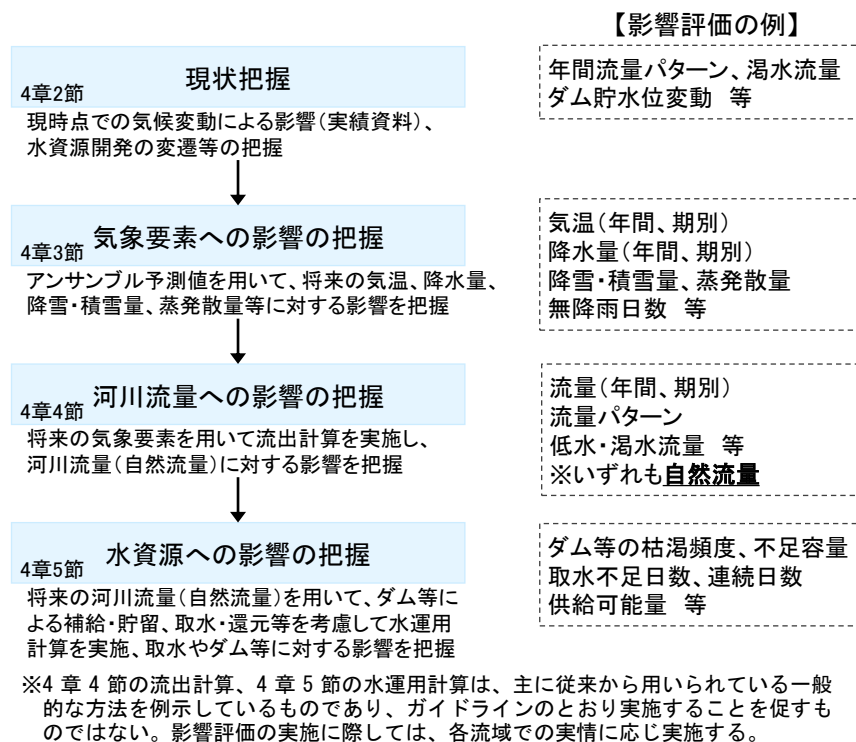 【影響評価の例】
4章2節 現状把握
現時点での気候変動による影響（実績資料）、
水資源開発の変遷等の把握
年間流量パターン、渇水流量
ダム貯水位変動 等
4章3節 気象要素への影響の把握
アンサンブル予測値を用いて、将来の気温、降水量、
降雪・積雪量、蒸発散量等に対する影響を把握
気温（年間、期別）
降水量（年間、期別）
降雪・積雪量、蒸発散量
無降雨日数 等
4章4節 河川流量への影響の把握
将来の気象要素を用いて流出計算を実施し、
河川流量（自然流量）に対する影響を把握
流量（年間、期別）
流量パターン
低水・渇水流量 等
※いずれも自然流量
4章5節 水資源への影響の把握
将来の河川流量（自然流量）を用いて、ダム等に
よる補給・貯留、取水・還元等を考慮して水運用
計算を実施、取水やダム等に対する影響を把握
ダム等の枯渇頻度、不足容量
取水不足日数、連続日数
供給可能量 等
※4 章 4 節の流出計算、4 章 5 節の水運用計算は、主に従来から用いられている一般
的な方法を例示しているものであり、ガイドラインのとおり実施することを促すも
のではない。影響評価の実施に際しては、各流域での実情に応じ実施する。